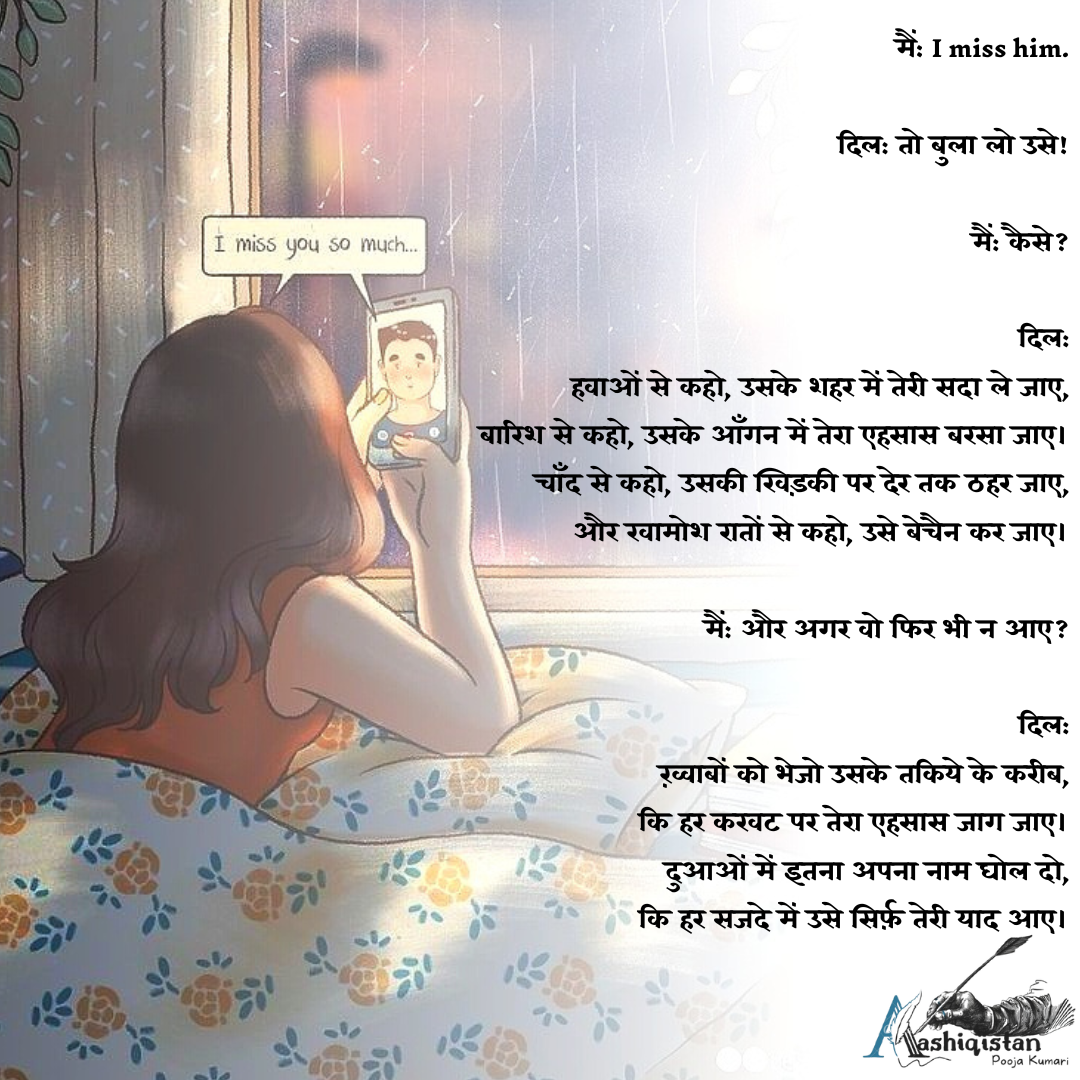 मैं: I miss him.
दिल: तो बुला लो उसे!
मैं: कैसे?
I miss you so much...
दिल:
हवाओं से कहो, उसके शहर में तेरी सदा ले जाए,
बारिश से कहो, उसके आँगन में तेरा एहसास बरसा जाए।
चाँद से कहो, उसकी खिड़की पर देर तक ठहर जाए,
और खामोश रातों से कहो, उसे बेचैन कर जाए।
मैं: और अगर वो फिर भी न आए?
दिल:
ख़्वाबों को भेजो उसके तकिये के करीब,
कि हर करवट पर तेरा एहसास जाग जाए।
दुआओं में इतना अपना नाम घोल दो,
कि हर सजदे में उसे सिर्फ़ तेरी याद आए।
Aashiqistan
Pooja Kumari